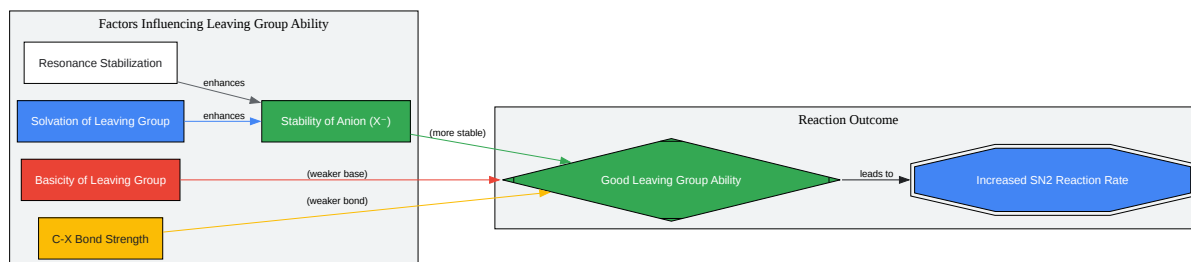 Factors Influencing Leaving Group Ability
Resonance Stabilization
enhances
Solvation of Leaving Group
enhances
Stability of Anion (X⁻)
Basicity of Leaving Group
C-X Bond Strength
(more stable)
(weaker base)
(weaker bond)
Reaction Outcome
Good Leaving Group Ability
leads to
Increased SN2 Reaction Rate